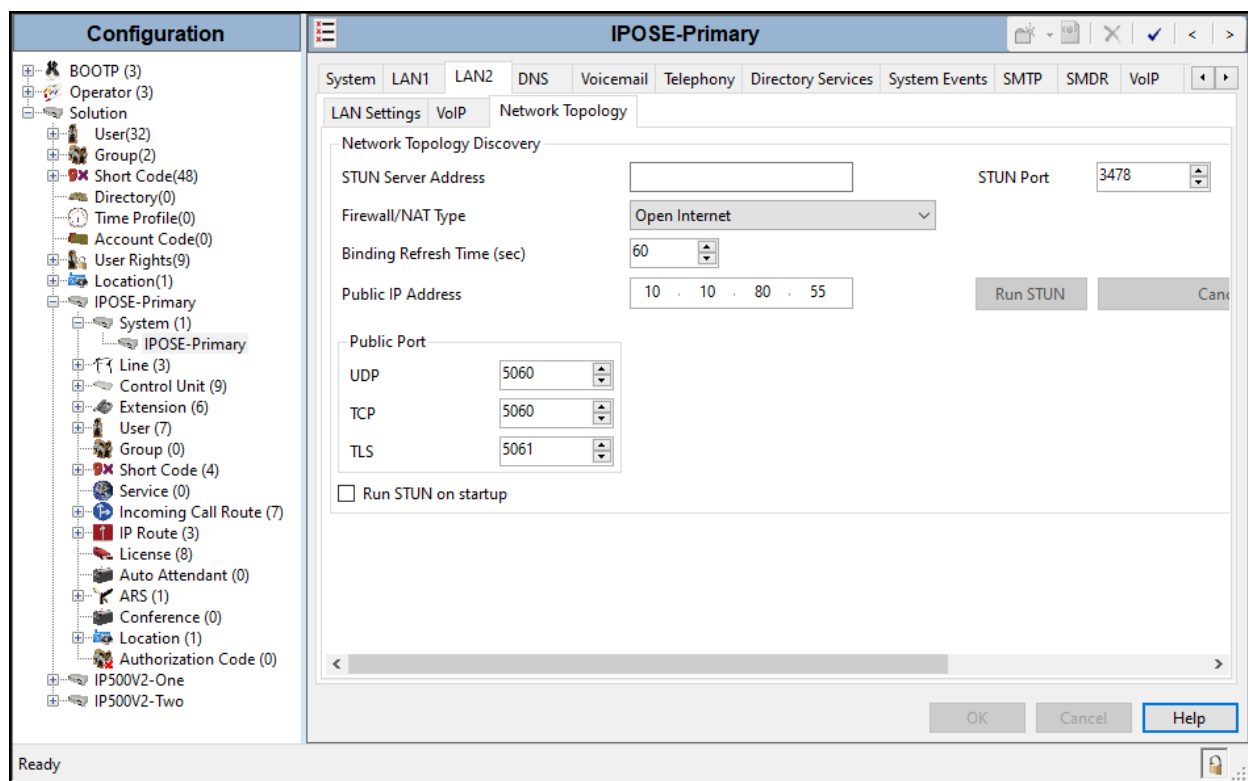 Configuration
BOOTP (3)
Operator (3)
Solution
User(32)
Group(2)
Short Code(48)
Directory(0)
Time Profile(0)
Account Code(0)
User Rights(9)
Location(1)
IPOSE-Primary
System (1)
IPOSE-Primary
Line (3)
Control Unit (9)
Extension (6)
User (7)
Group (0)
Short Code (4)
Service (0)
Incoming Call Route (7)
IP Route (3)
License (8)
Auto Attendant (0)
ARS (1)
Conference (0)
Location (1)
Authorization Code (0)
IP500V2-One
IP500V2-Two
IPOSE-Primary
System LAN1 LAN2 DNS Voicemail Telephony Directory Services System Events SMTP SMDR VoIP
LAN Settings VoIP Network Topology
Network Topology Discovery
STUN Server Address STUN Port 3478
Firewall/NAT Type Open Internet
Binding Refresh Time (sec) 60
Public IP Address 10 . 10 . 80 . 55 Run STUN Canc
Public Port
UDP 5060
TCP 5060
TLS 5061
Run STUN on startup
OK Cancel Help
Ready